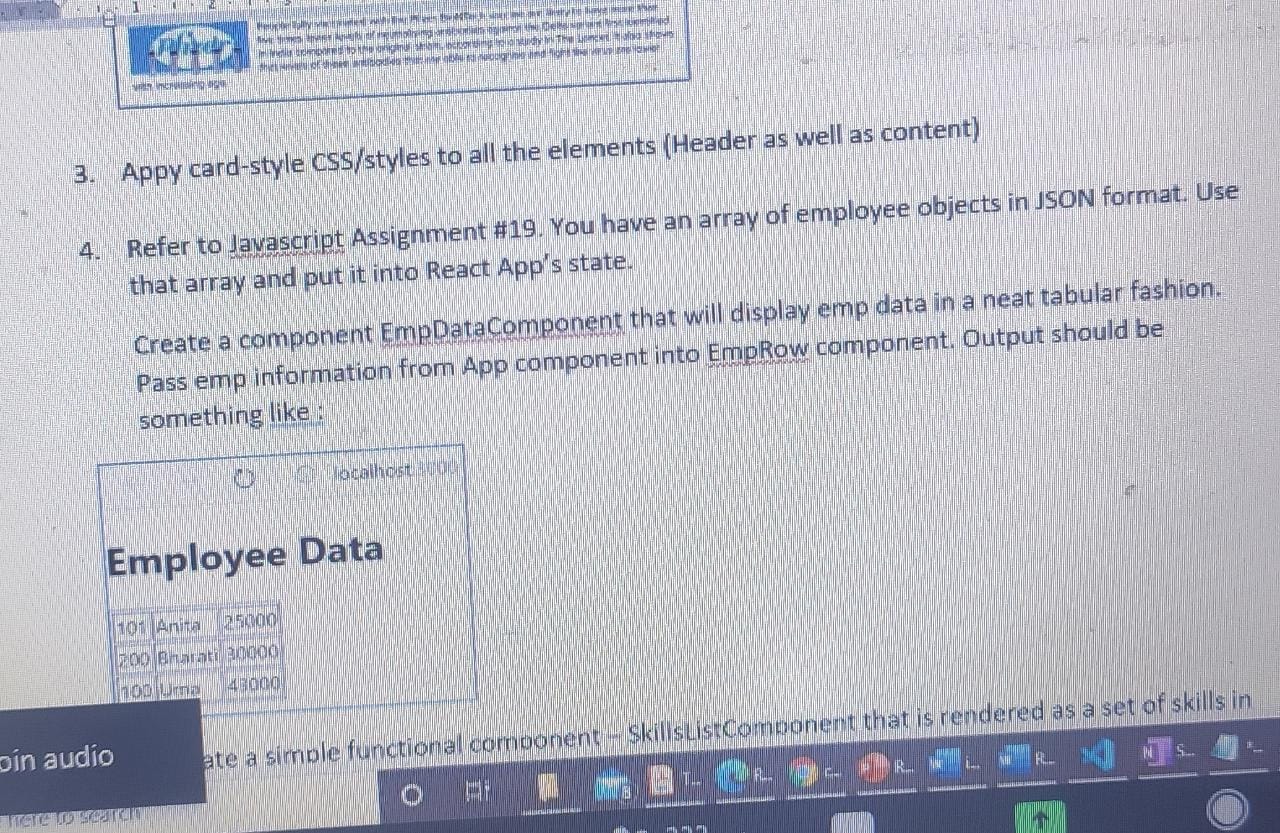 with increasing age.
3. Appy card-style CSS/styles to all the elements (Header as well as content)
4. Refer to Javascript Assignment #19. You have an array of employee objects in JSON format. Use
that array and put it into React App's state.
Create a component EmpDataComponent that will display emp data in a neat tabular fashion.
Pass emp information from App component into EmpRow component. Output should be
something like :
localhost
Employee Data
101 Anita 25000
200 Bharati 30000
100 43000
ate a simple functional component – SkillsListComponent that is rendered as a set of skills in
oin audio
here to search